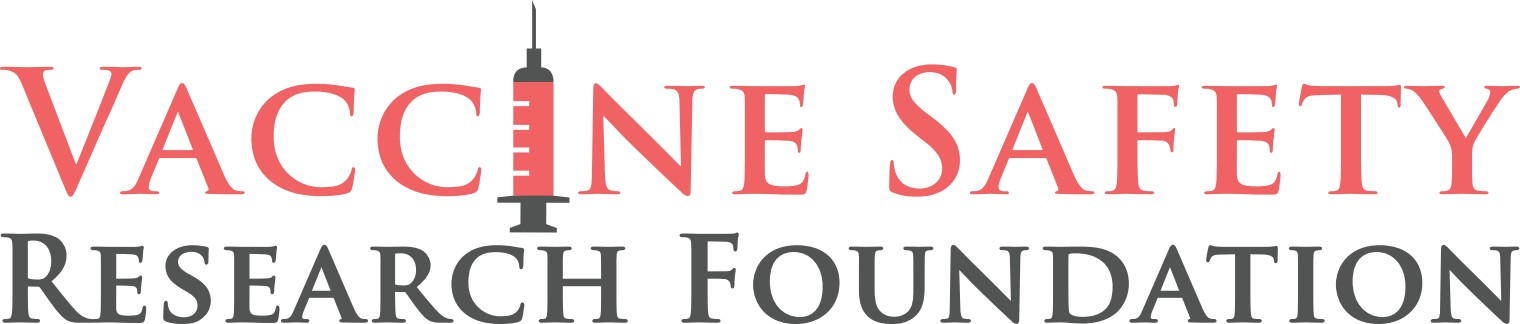 VACCINE SAFETY
RESEARCH FOUNDATION